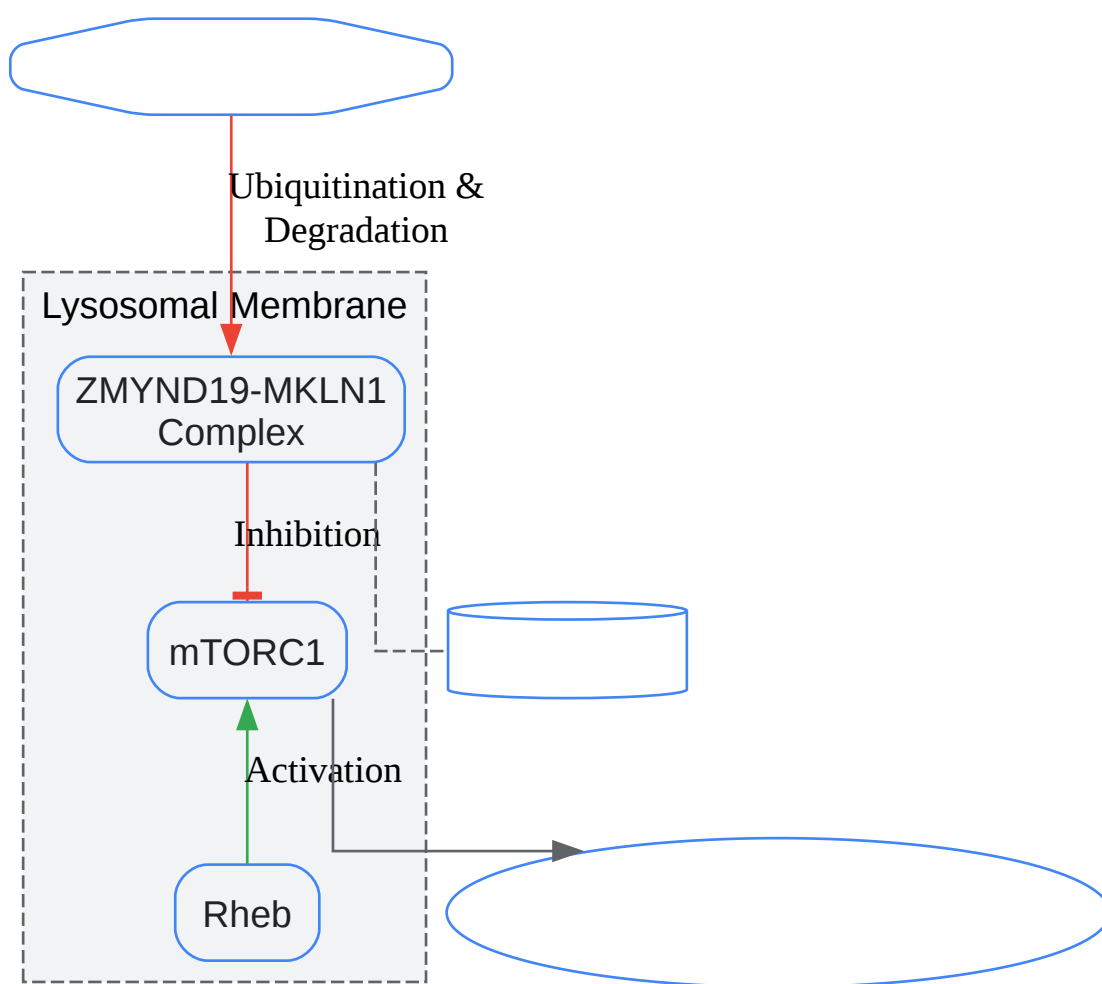 Ubiquitination &
Degradation
Lysosomal Membrane
ZMYND19-MKLN1
Complex
Inhibition
mTORC1
Activation
Rheb